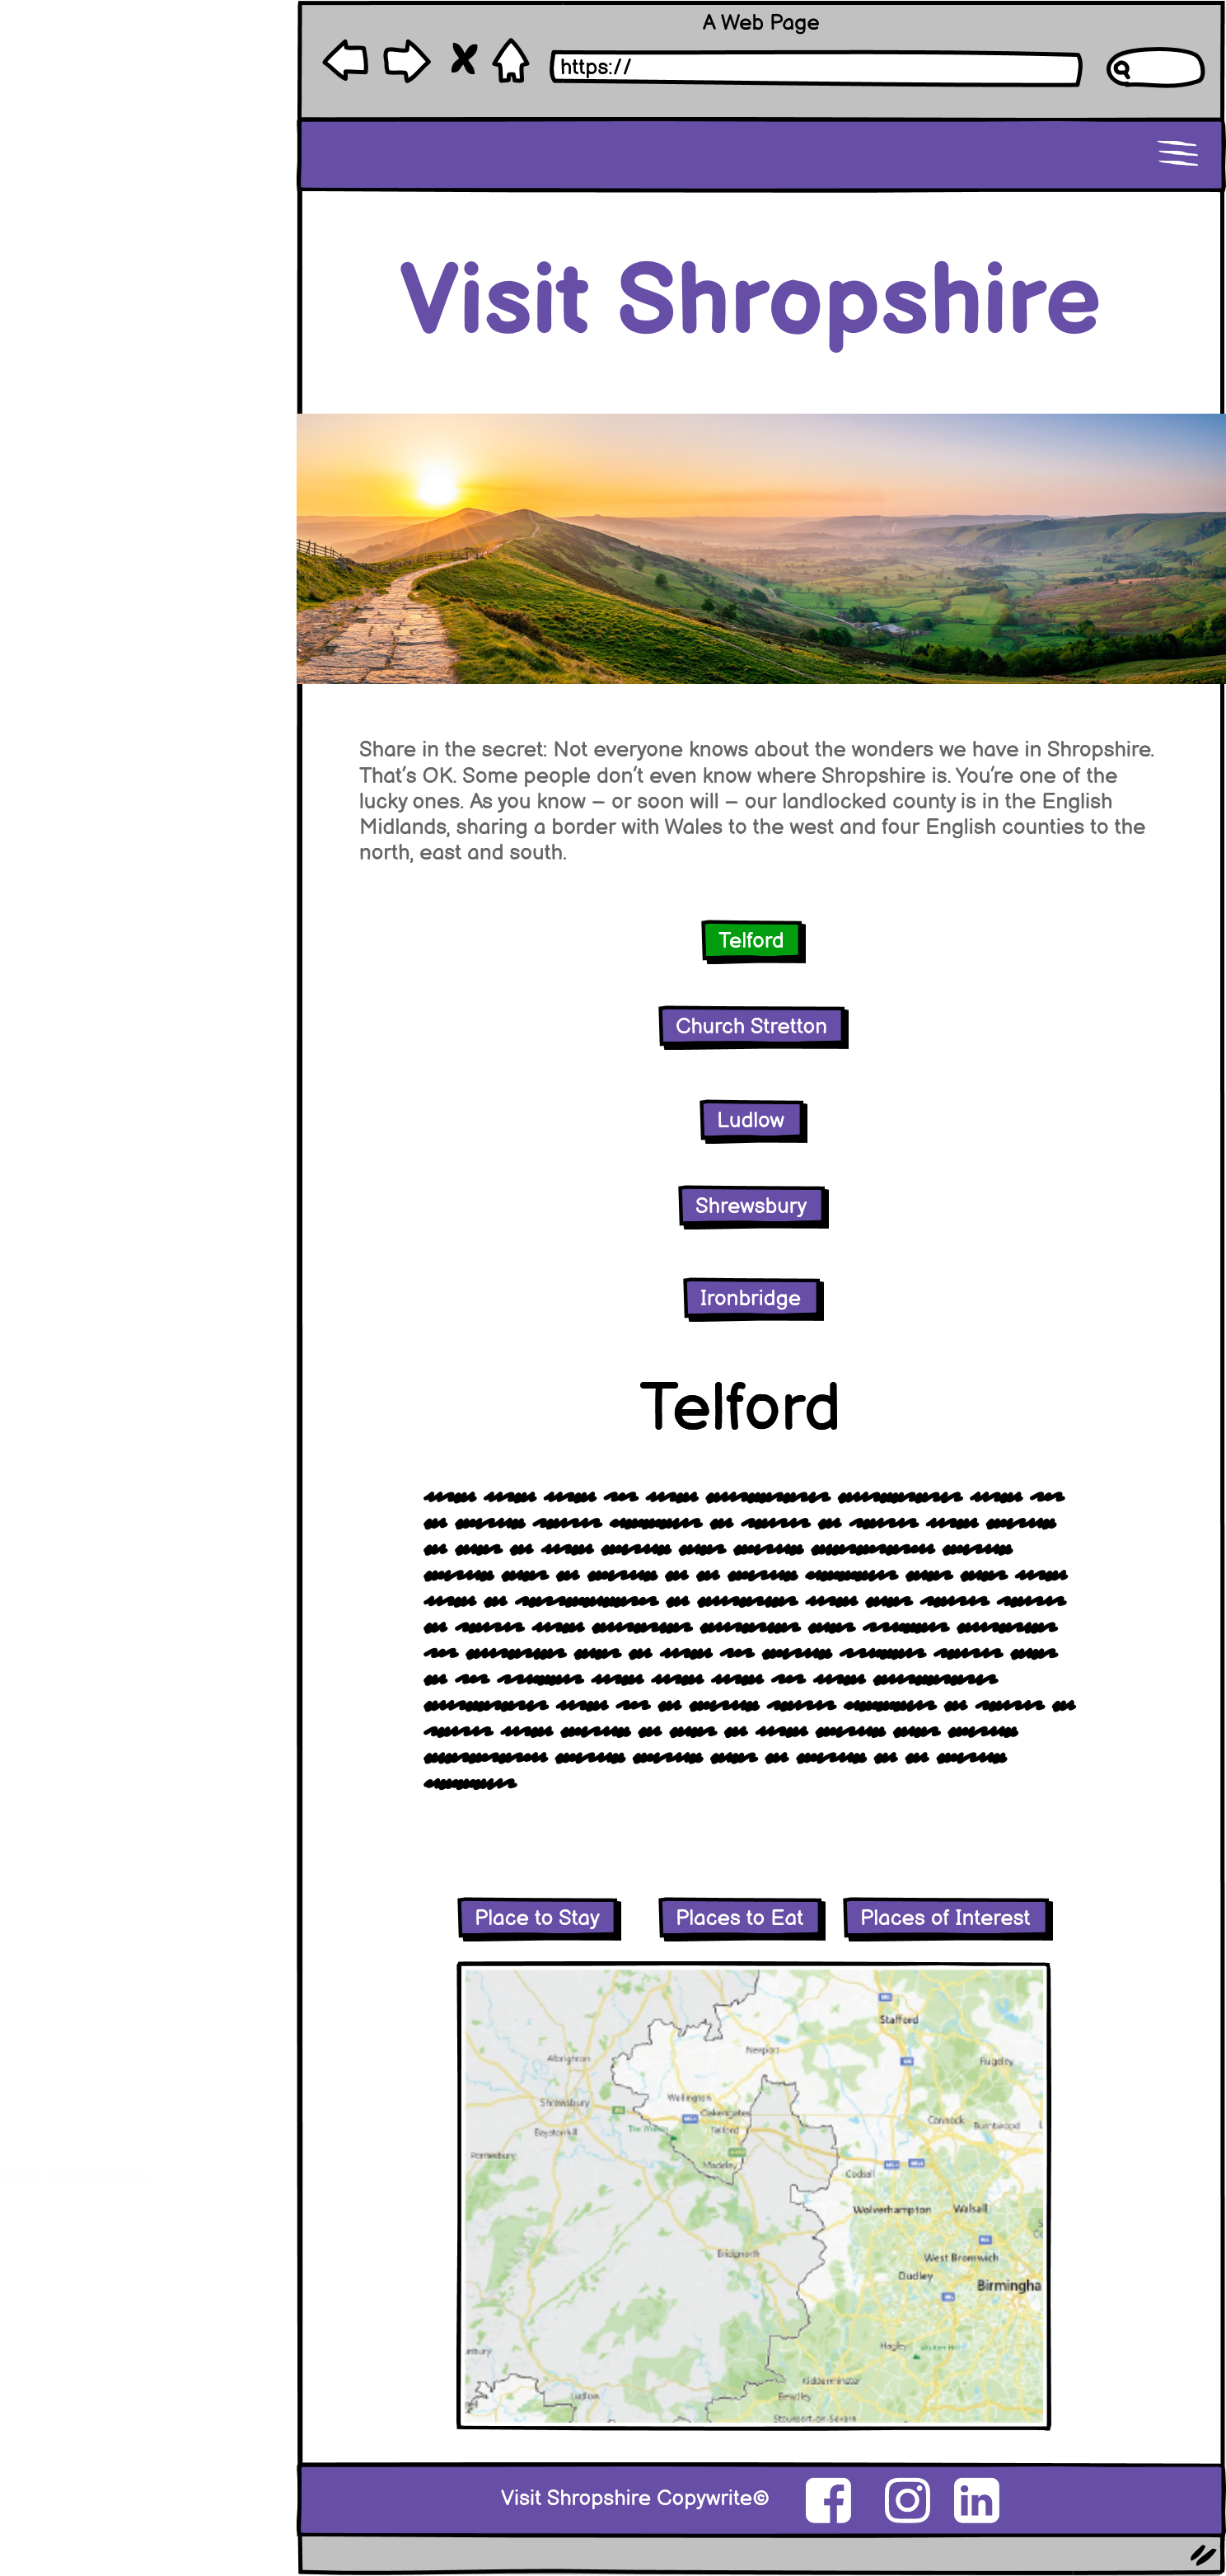 A Web Page
https://
Visit Shropshire
Share in the secret: Not everyone knows about the wonders we have in Shropshire.
That's OK. Some people don't even know where Shropshire is. You're one of the
lucky ones. As you know – or soon will – our landlocked county is in the English
Midlands, sharing a border with Wales to the west and four English counties to the
north, east and south.
Telford
Church Stretton
Ludlow
Shrewsbury
Ironbridge
Telford
Place to Stay
Places to Eat
Places of Interest
Stafford
Newport
Albrighton
Rugeley
Wellington
Shrewsbury
Oakengates
Cannock
Burntwood
Telford
Bayston Hill
Madeley
Codsall
Wolverhampton
Walsall
Bridgnorth
West Bromwich
Dudley
Birmingha
Hagley
Kidderminster
Ludlow
Bewdley
Stourport-on-Severn
Visit Shropshire Copywrite©